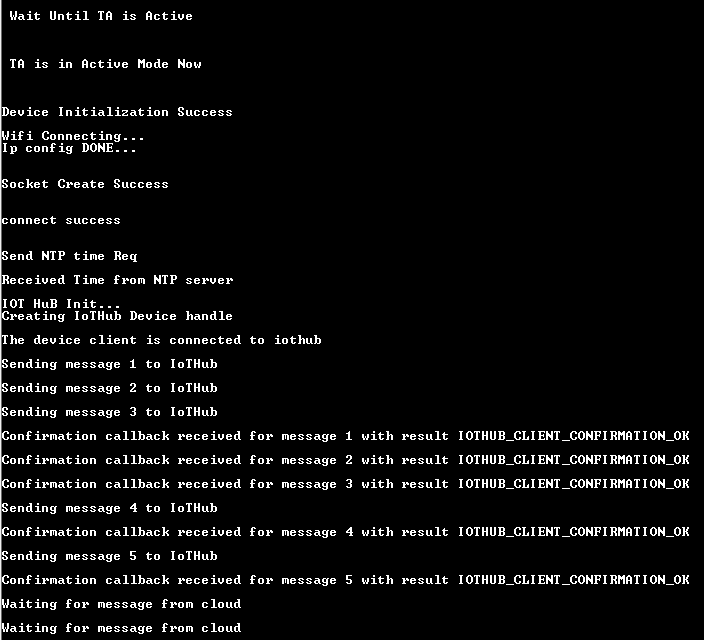 Wait Until TA is Active
TA is in Active Mode Now
Device Initialization Success
Wifi Connecting...
Ip config DONE...
Socket Create Success
connect success
Send NTP time Req
Received Time from NTP server
IOT HuB Init...
Creating IoTHub Device handle
The device client is connected to iothub
Sending message 1 to IoTHub
Sending message 2 to IoTHub
Sending message 3 to IoTHub
Confirmation callback received for message 1 with result IOTHUB_CLIENT_CONFIRMATION_OK
Confirmation callback received for message 2 with result IOTHUB_CLIENT_CONFIRMATION_OK
Confirmation callback received for message 3 with result IOTHUB_CLIENT_CONFIRMATION_OK
Sending message 4 to IoTHub
Confirmation callback received for message 4 with result IOTHUB_CLIENT_CONFIRMATION_OK
Sending message 5 to IoTHub
Confirmation callback received for message 5 with result IOTHUB_CLIENT_CONFIRMATION_OK
Waiting for message from cloud
Waiting for message from cloud